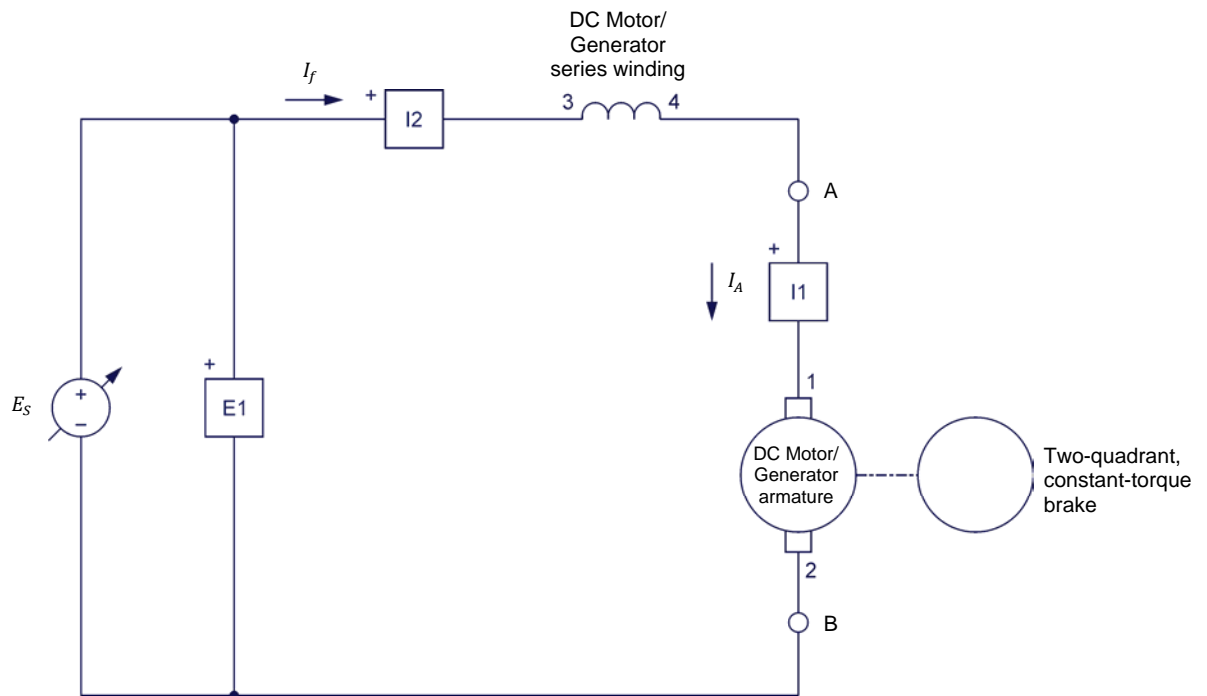 DC Motor/
Generator
series winding
I_f
+
I2
3
4
A
+
I_A
I1
1
+
E1
E_S
+
−
DC Motor/
Generator
armature
Two-quadrant,
constant-torque
brake
2
B